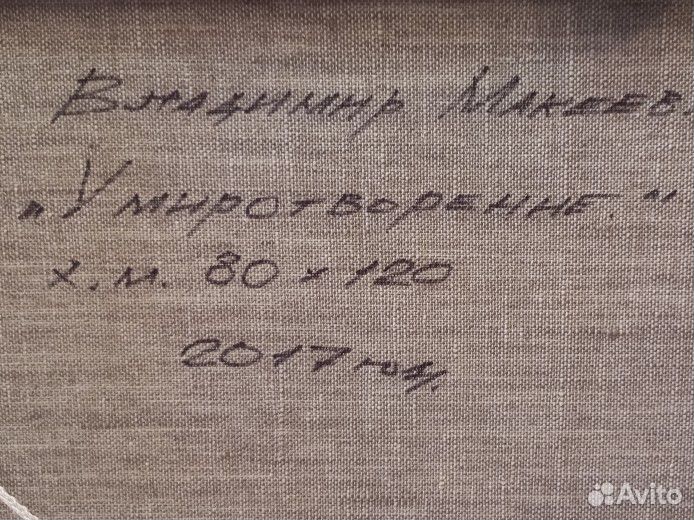 Владимир Макеев.
„Умиротворение."
х.м. 80 х 120
2017 год.
Avito